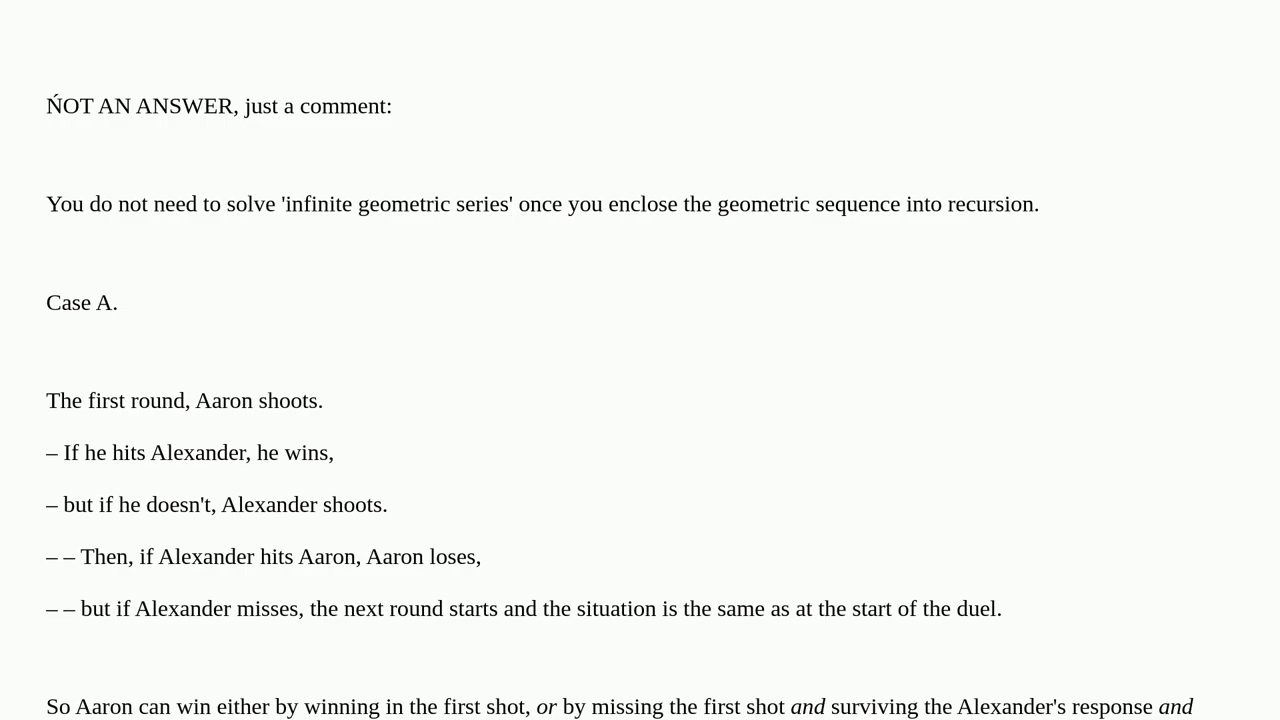 ŃOT AN ANSWER, just a comment:
You do not need to solve 'infinite geometric series' once you enclose the geometric sequence into recursion.
Case A.
The first round, Aaron shoots.
– If he hits Alexander, he wins,
– but if he doesn't, Alexander shoots.
– – Then, if Alexander hits Aaron, Aaron loses,
– – but if Alexander misses, the next round starts and the situation is the same as at the start of the duel.
So Aaron can win either by winning in the first shot, or by missing the first shot and surviving the Alexander's response and